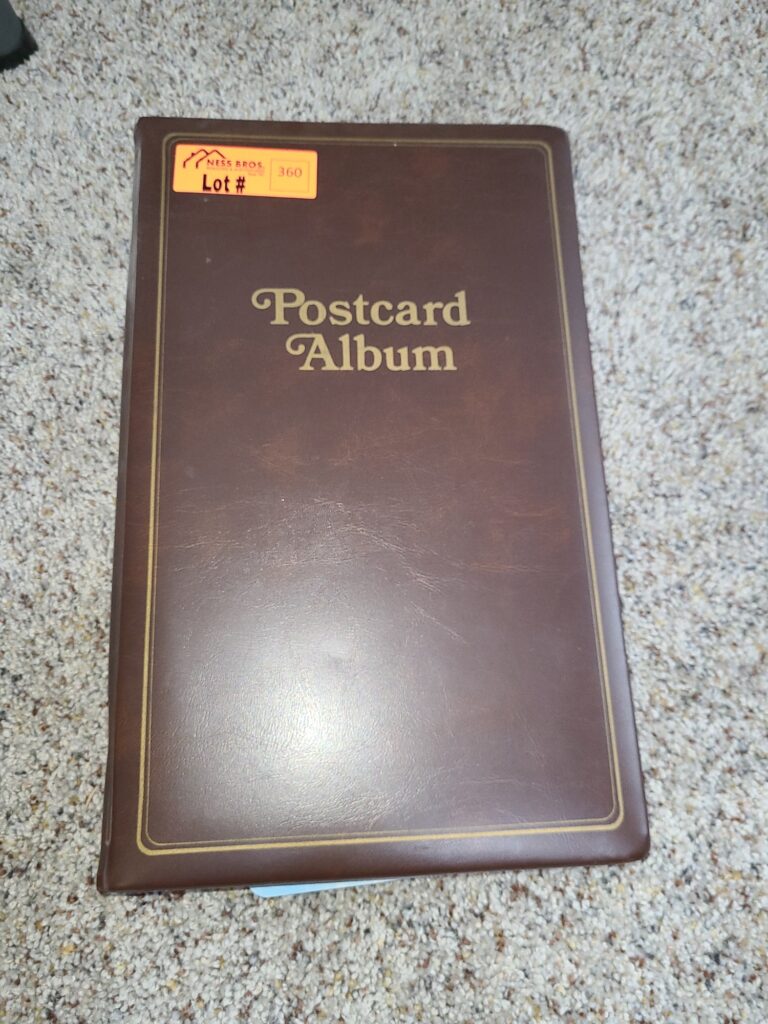 NESS BROS.
Lot #
360
Postcard
Album